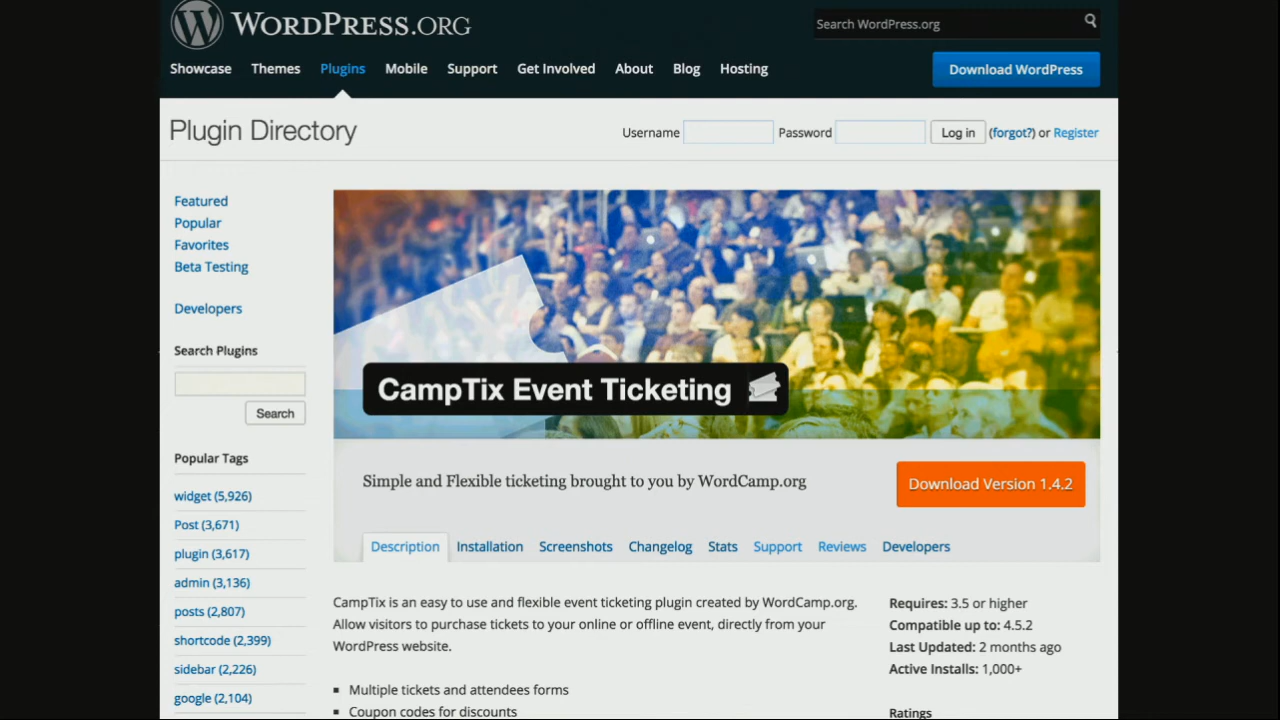 WORDPRESS.ORG
Search WordPress.org
Showcase Themes Plugins Mobile Support Get Involved About Blog Hosting
Download WordPress
Plugin Directory
Username Password Log in (forgot?) or Register
Featured
Popular
Favorites
Beta Testing
Developers
Search Plugins
Search
Popular Tags
widget (5,926)
Post (3,671)
plugin (3,617)
admin (3,136)
posts (2,807)
shortcode (2,399)
sidebar (2,226)
google (2,104)
CampTix Event Ticketing
Simple and Flexible ticketing brought to you by WordCamp.org
Download Version 1.4.2
Description Installation Screenshots Changelog Stats Support Reviews Developers
CampTix is an easy to use and flexible event ticketing plugin created by WordCamp.org.
Allow visitors to purchase tickets to your online or offline event, directly from your
WordPress website.
▪ Multiple tickets and attendees forms
▪ Coupon codes for discounts
Requires: 3.5 or higher
Compatible up to: 4.5.2
Last Updated: 2 months ago
Active Installs: 1,000+
Ratings